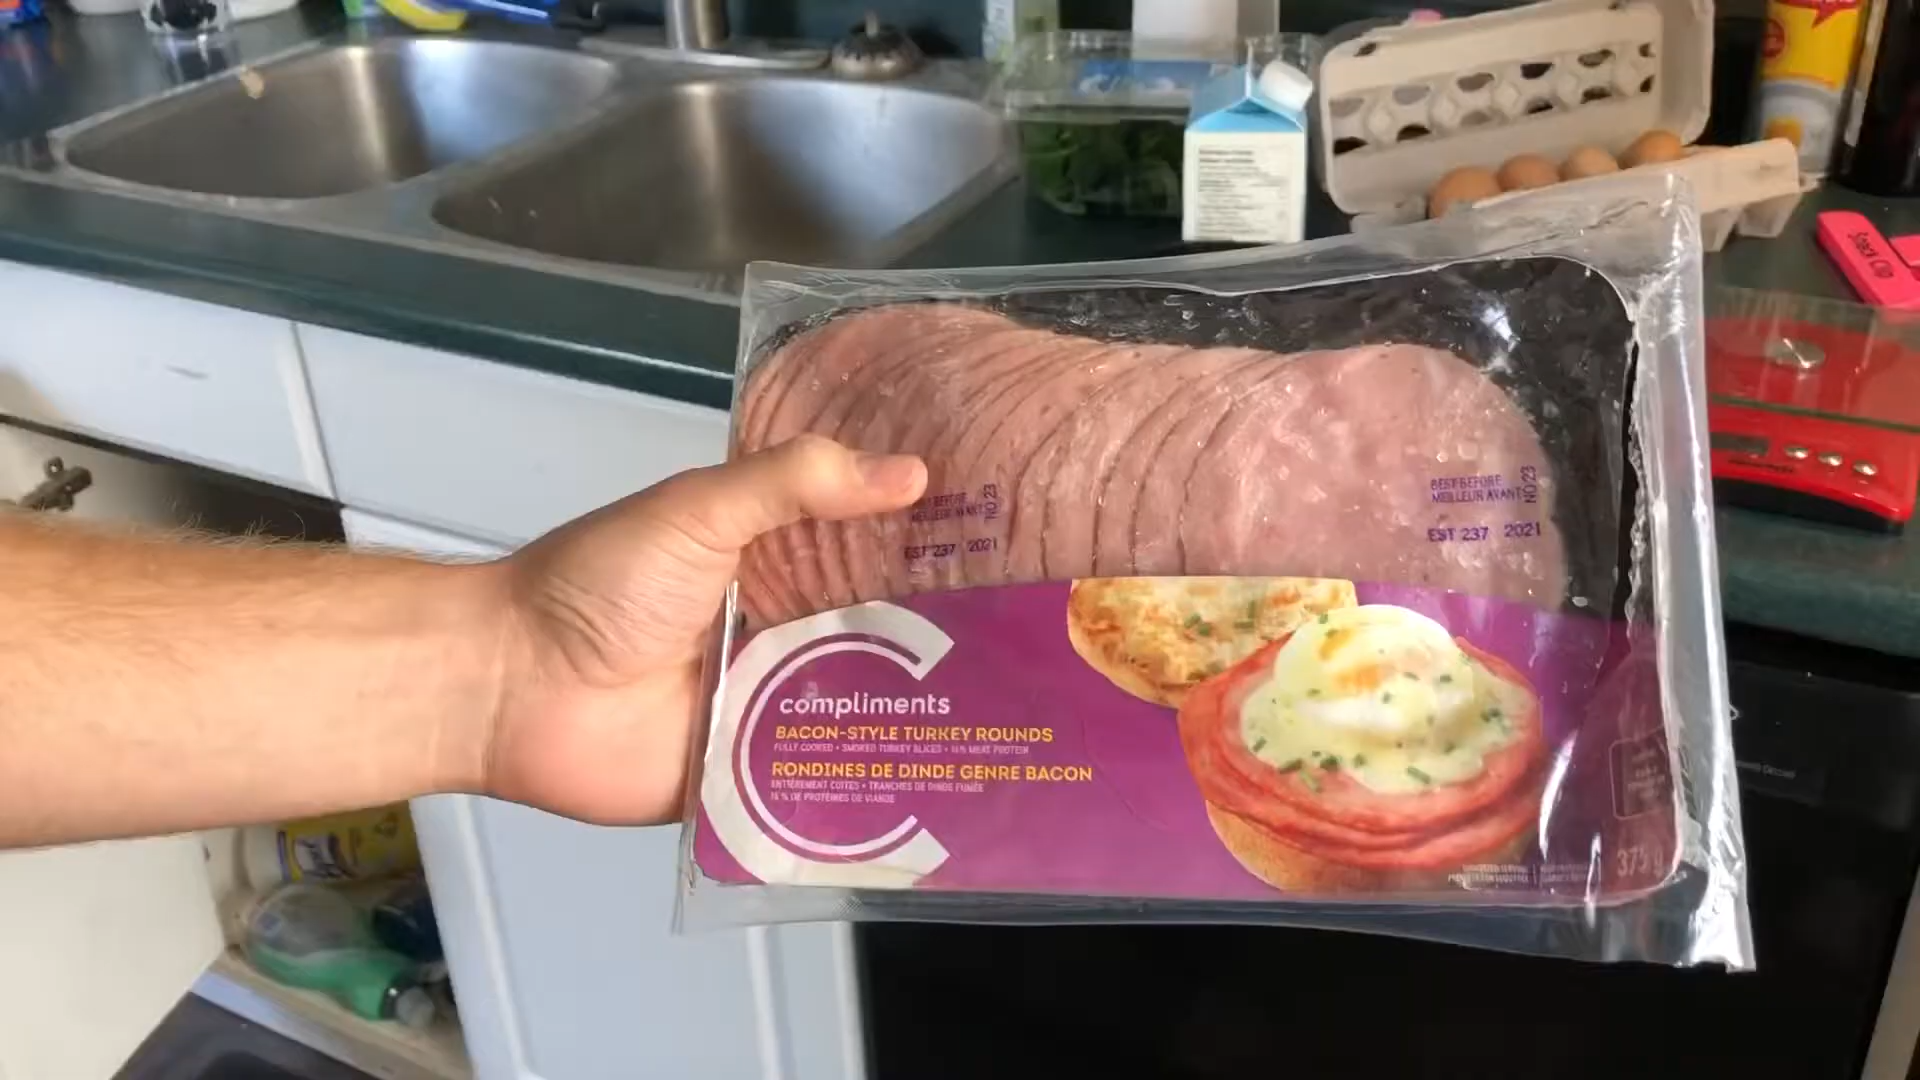 Snack Clip
BEST BEFORE
MEILLEUR AVANT
NO 23
EST 237 2021
BEST BEFORE
MEILLEUR AVANT
NO 23
EST 237 2021
compliments
BACON-STYLE TURKEY ROUNDS
FULLY COOKED • SMOKED TURKEY SLICES • 16% MEAT PROTEIN
RONDINES DE DINDE GENRE BACON
ENTIÈREMENT CUITES • TRANCHES DE DINDE FUMÉE
16 % DE PROTÉINES DE VIANDE
375 g